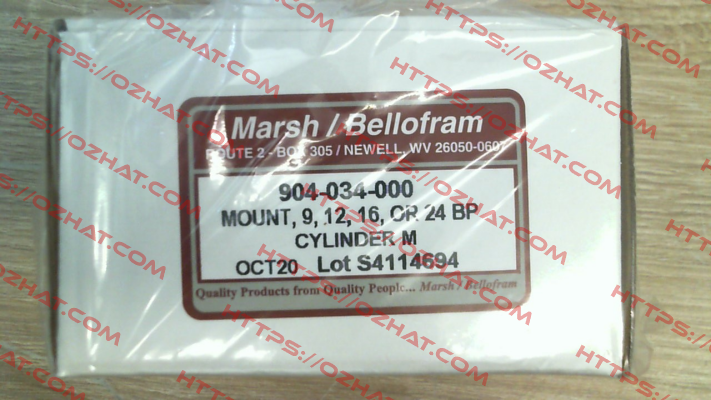 Marsh / Bellofram
ROUTE 2 - BOX 305 / NEWELL, WV 26050-060
904-034-000
MOUNT, 9, 12, 16, OR 24 BP
CYLINDER M
OCT20 Lot S4114694
Quality Products from Quality People... Marsh / Bellofram
HTTPS://OZHAT.COM